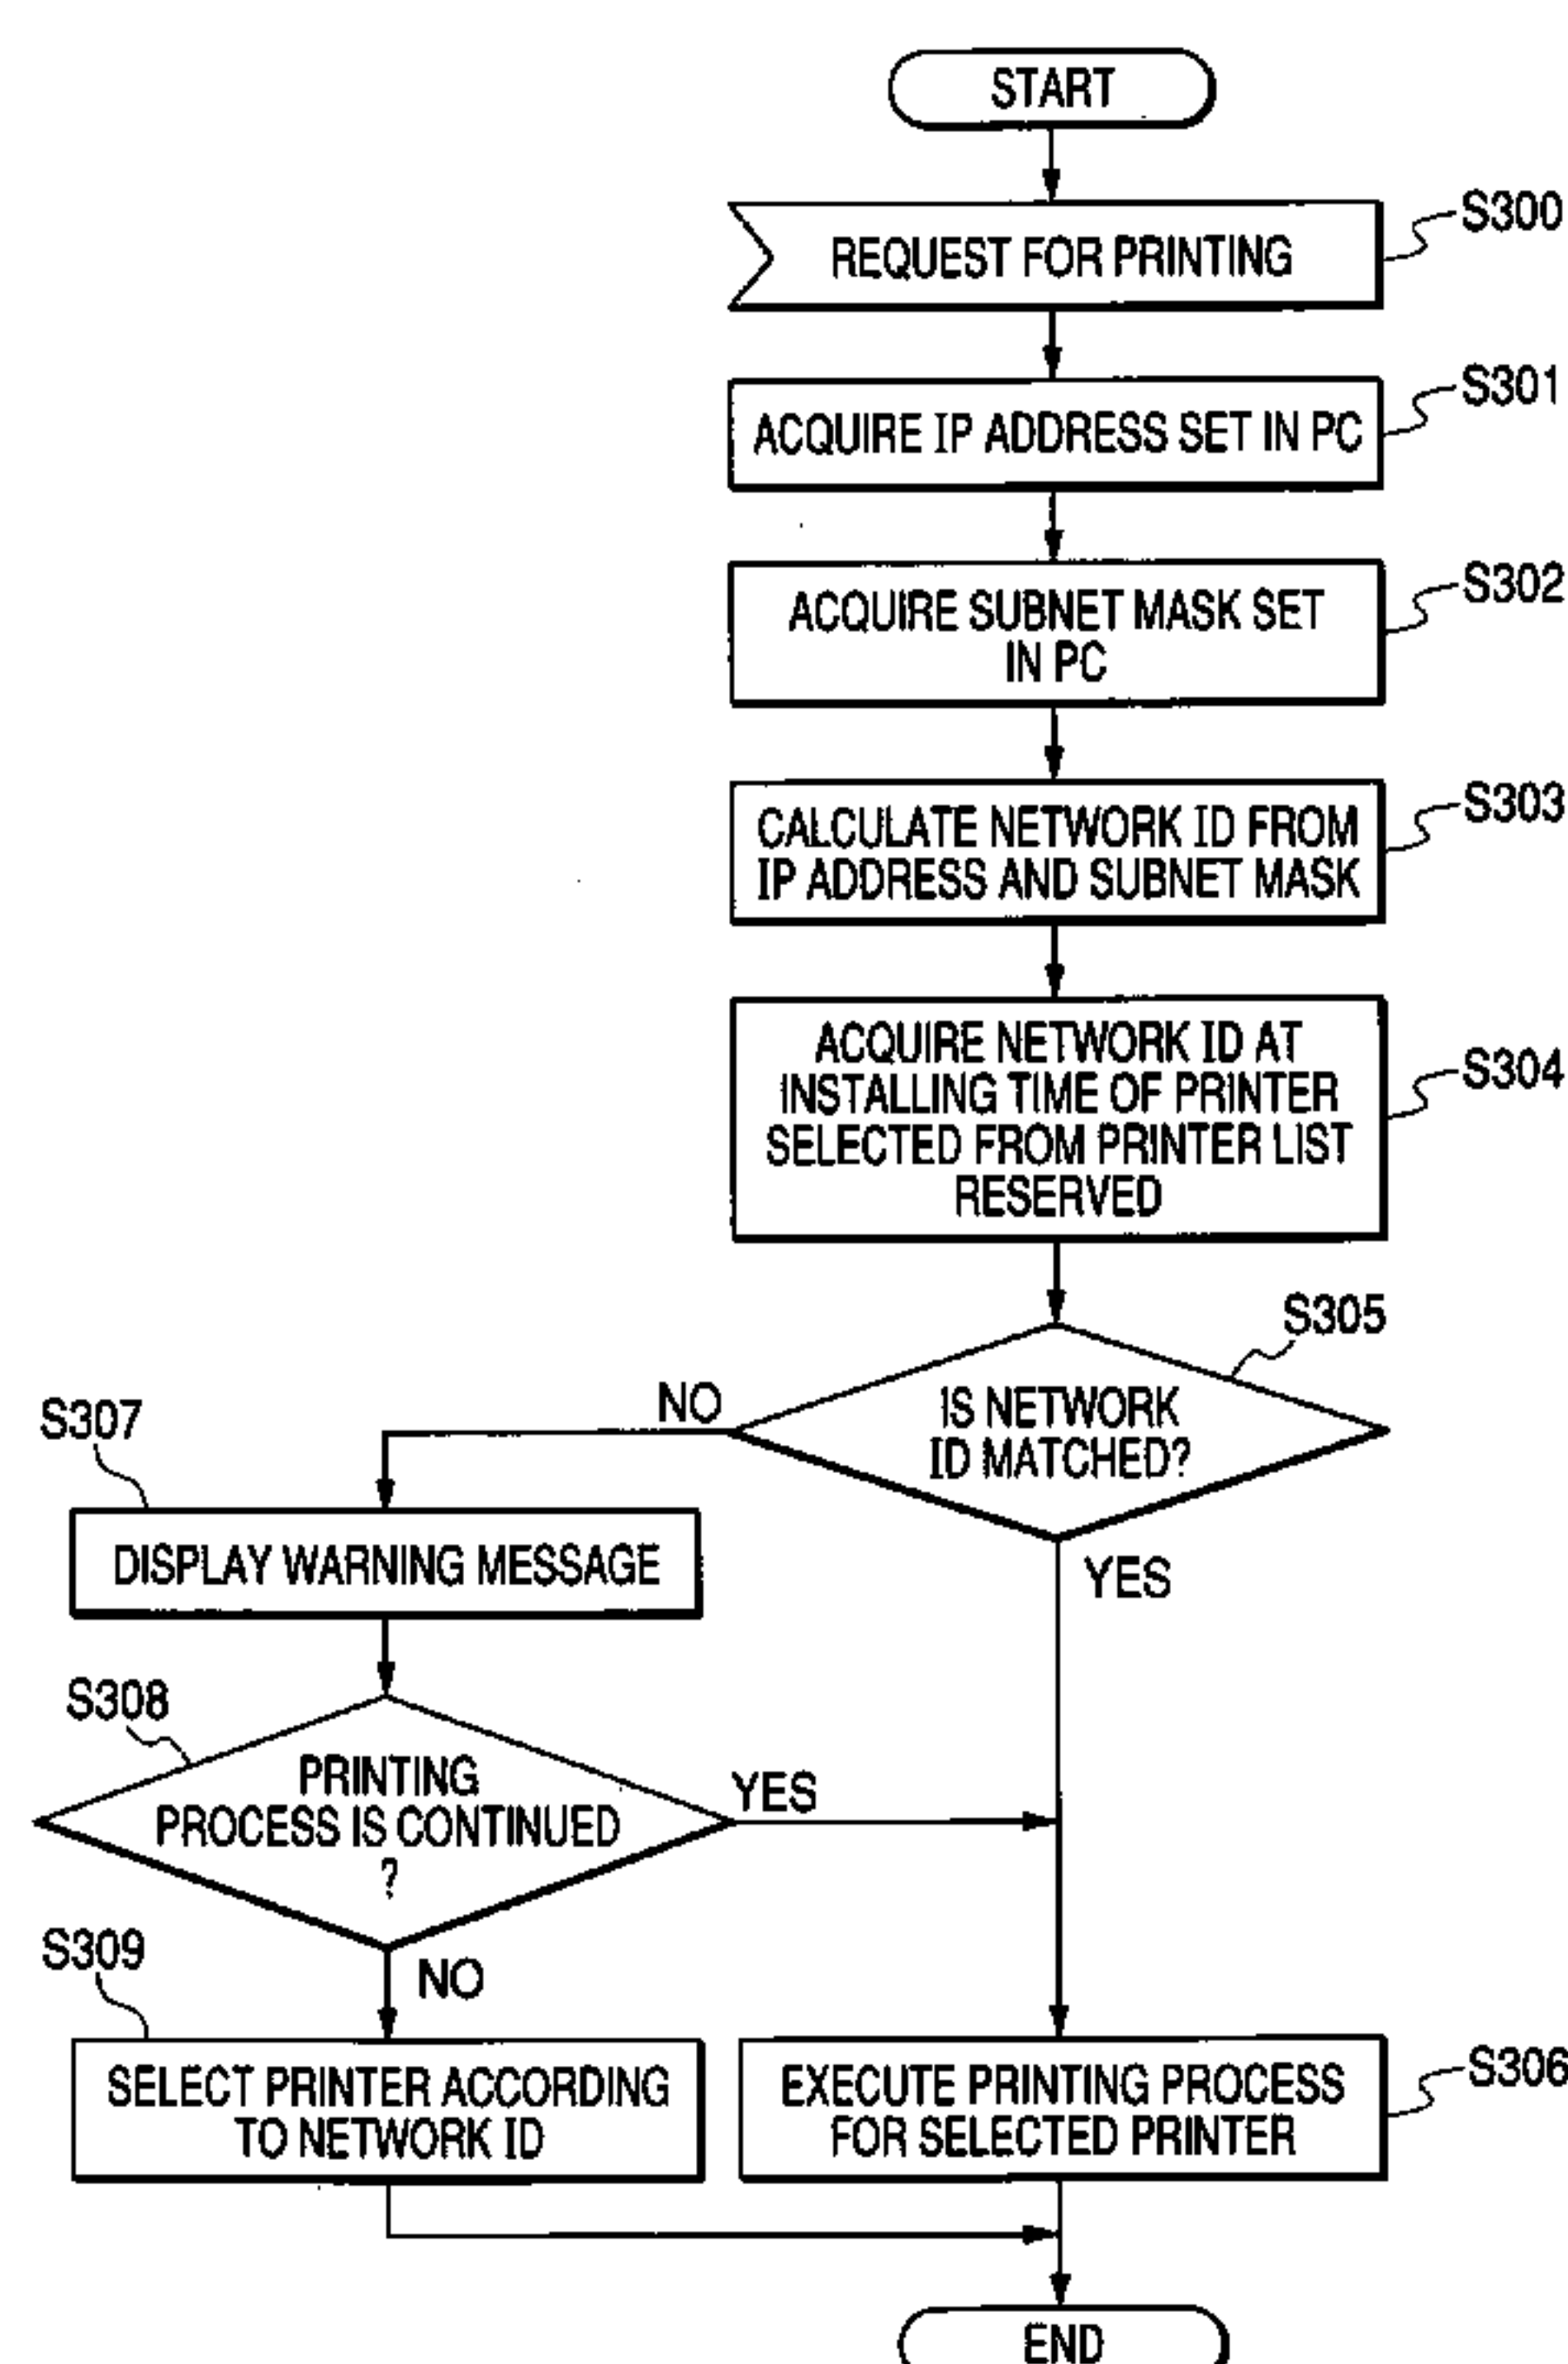 START
REQUEST FOR PRINTING
S300
ACQUIRE IP ADDRESS SET IN PC
S301
ACQUIRE SUBNET MASK SET
IN PC
S302
CALCULATE NETWORK ID FROM
IP ADDRESS AND SUBNET MASK
S303
ACQUIRE NETWORK ID AT
INSTALLING TIME OF PRINTER
SELECTED FROM PRINTER LIST
RESERVED
S304
S305
IS NETWORK
ID MATCHED?
NO
YES
S307
DISPLAY WARNING MESSAGE
S308
PRINTING
PROCESS IS CONTINUED
?
YES
NO
S309
SELECT PRINTER ACCORDING
TO NETWORK ID
EXECUTE PRINTING PROCESS
FOR SELECTED PRINTER
S306
END